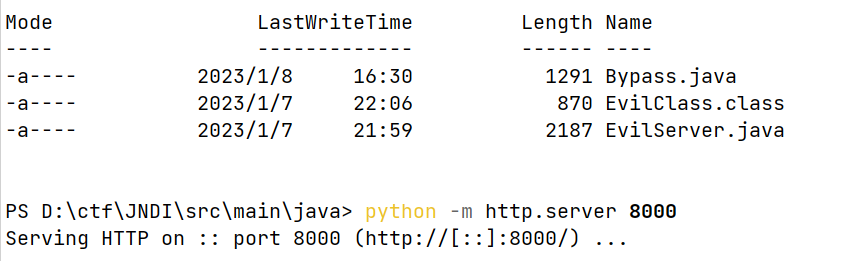 Mode                 LastWriteTime         Length Name
----                 -------------         ------ ----
-a----          2023/1/8     16:30           1291 Bypass.java
-a----          2023/1/7     22:06            870 EvilClass.class
-a----          2023/1/7     21:59           2187 EvilServer.java
PS D:\ctf\JNDI\src\main\java> python -m http.server 8000
Serving HTTP on :: port 8000 (http://[::]:8000/) ...